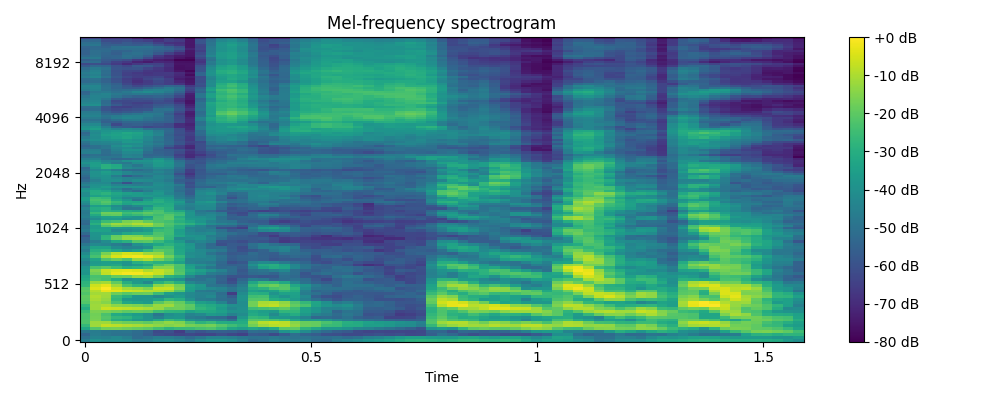 Mel-frequency spectrogram
Hz
8192
4096
2048
1024
512
0
0
0.5
1
1.5
Time
+0 dB
-10 dB
-20 dB
-30 dB
-40 dB
-50 dB
-60 dB
-70 dB
-80 dB